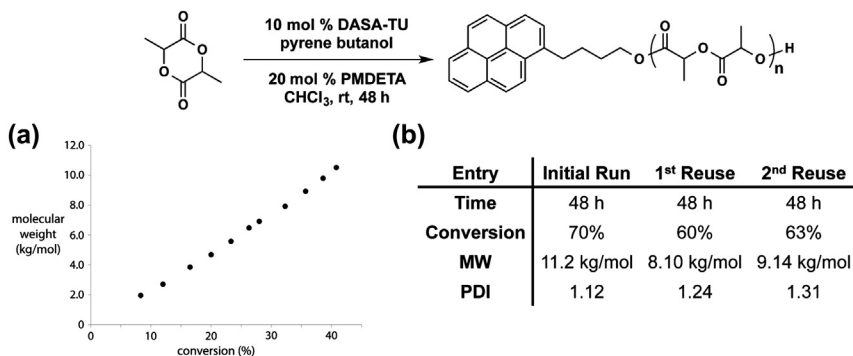 10 mol % DASA-TU
pyrene butanol
20 mol % PMDETA
CHCl3, rt, 48 h
O
O
O
O
O
O
O
O
O
H
n
(a)
molecular
weight
(kg/mol)
12.0
10.0
8.0
6.0
4.0
2.0
0
0 10 20 30 40
conversion (%)
(b)
Entry Initial Run 1st Reuse 2nd Reuse
Time 48 h 48 h 48 h
Conversion 70% 60% 63%
MW 11.2 kg/mol 8.10 kg/mol 9.14 kg/mol
PDI 1.12 1.24 1.31